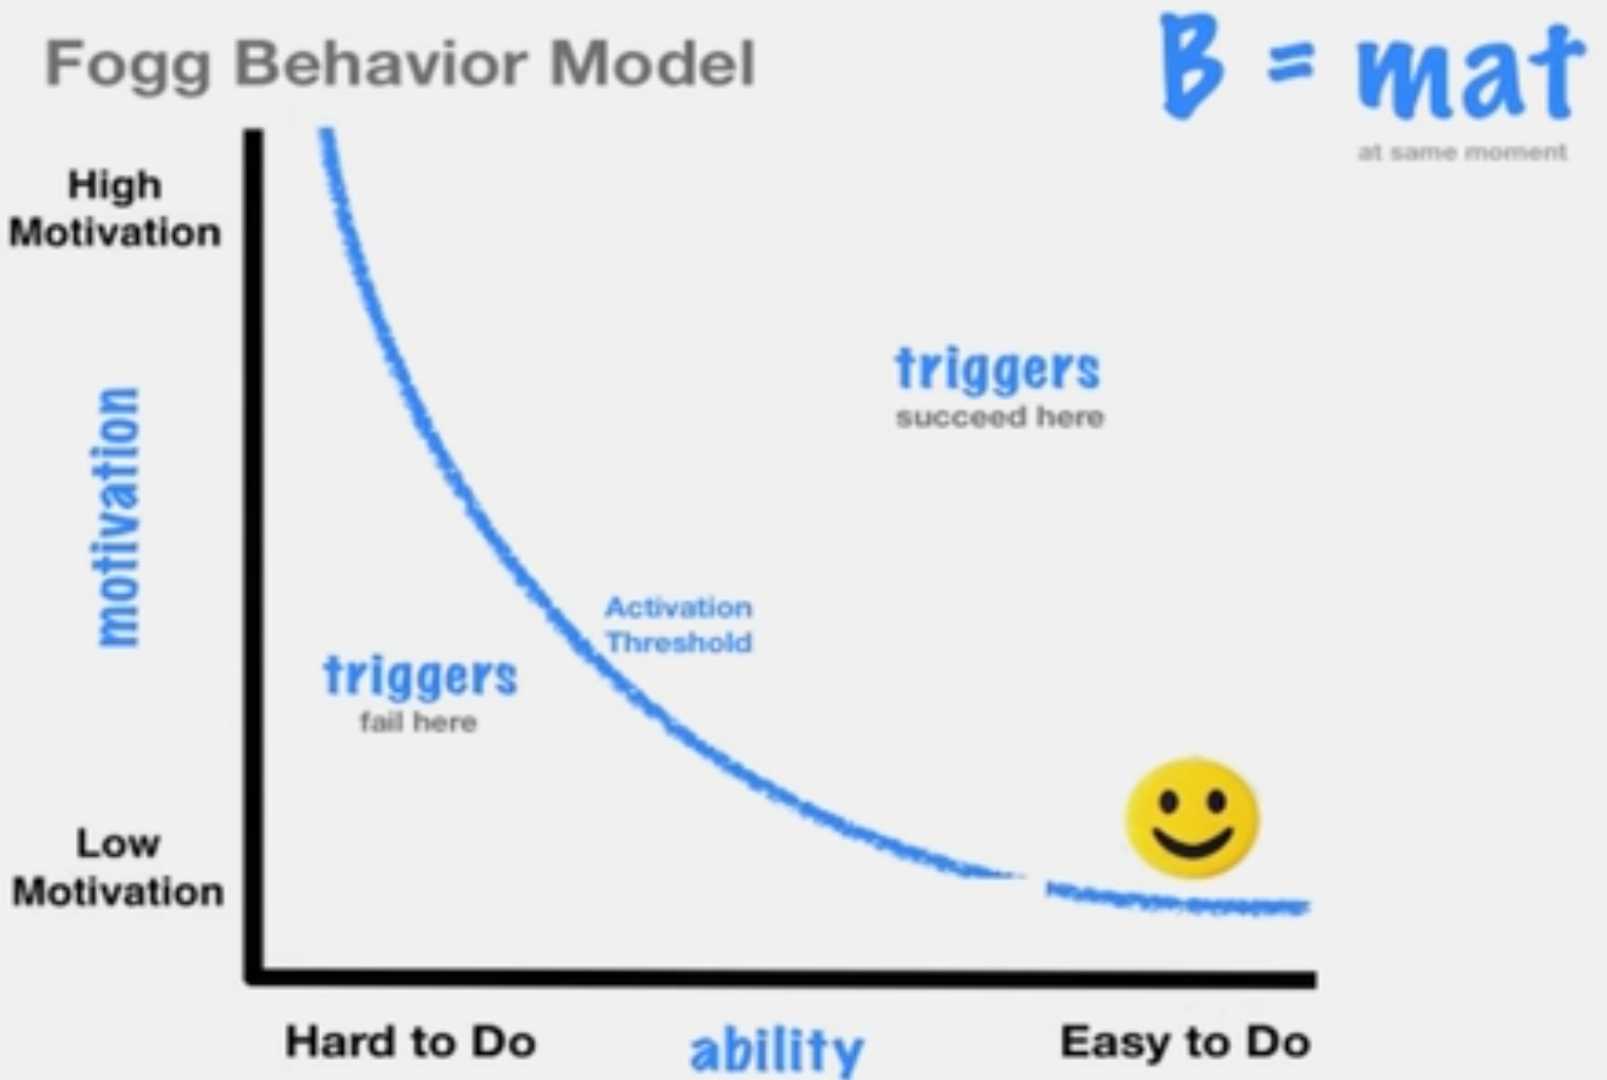 Fogg Behavior Model
B = mat
at same moment
High
Motivation
motivation
triggers
succeed here
Activation
Threshold
triggers
fail here
Low
Motivation
Hard to Do
ability
Easy to Do